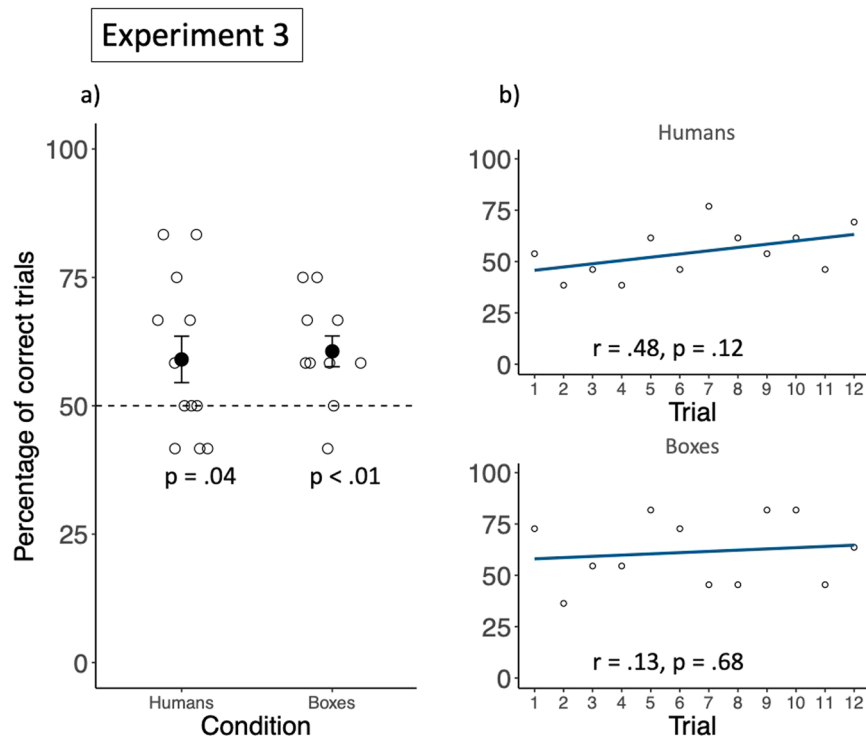 Experiment 3
a)
Percentage of correct trials
100
75
50
25
0
p = .04
p < .01
Humans
Boxes
Condition
b)
Humans
100
75
50
25
0
r = .48, p = .12
1 2 3 4 5 6 7 8 9 10 11 12
Trial
Boxes
100
75
50
25
0
r = .13, p = .68
1 2 3 4 5 6 7 8 9 10 11 12
Trial